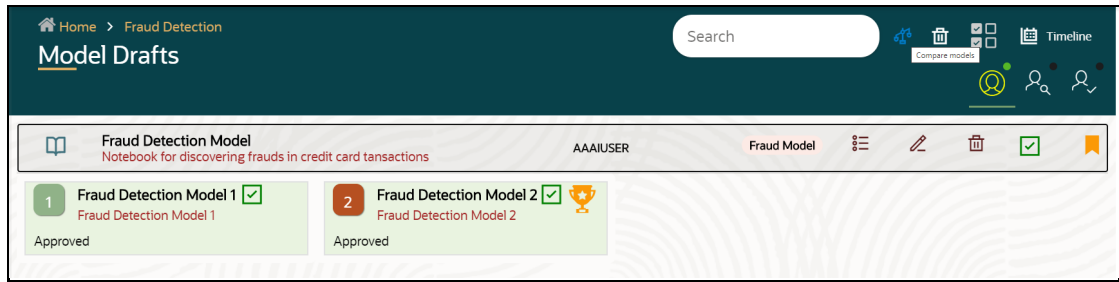 Home > Fraud Detection
Model Drafts
Search
Timeline
Compare models
Fraud Detection Model
Notebook for discovering frauds in credit card tansactions
AAAIUSER
Fraud Model
1
Fraud Detection Model 1
Fraud Detection Model 1
Approved
2
Fraud Detection Model 2
Fraud Detection Model 2
Approved